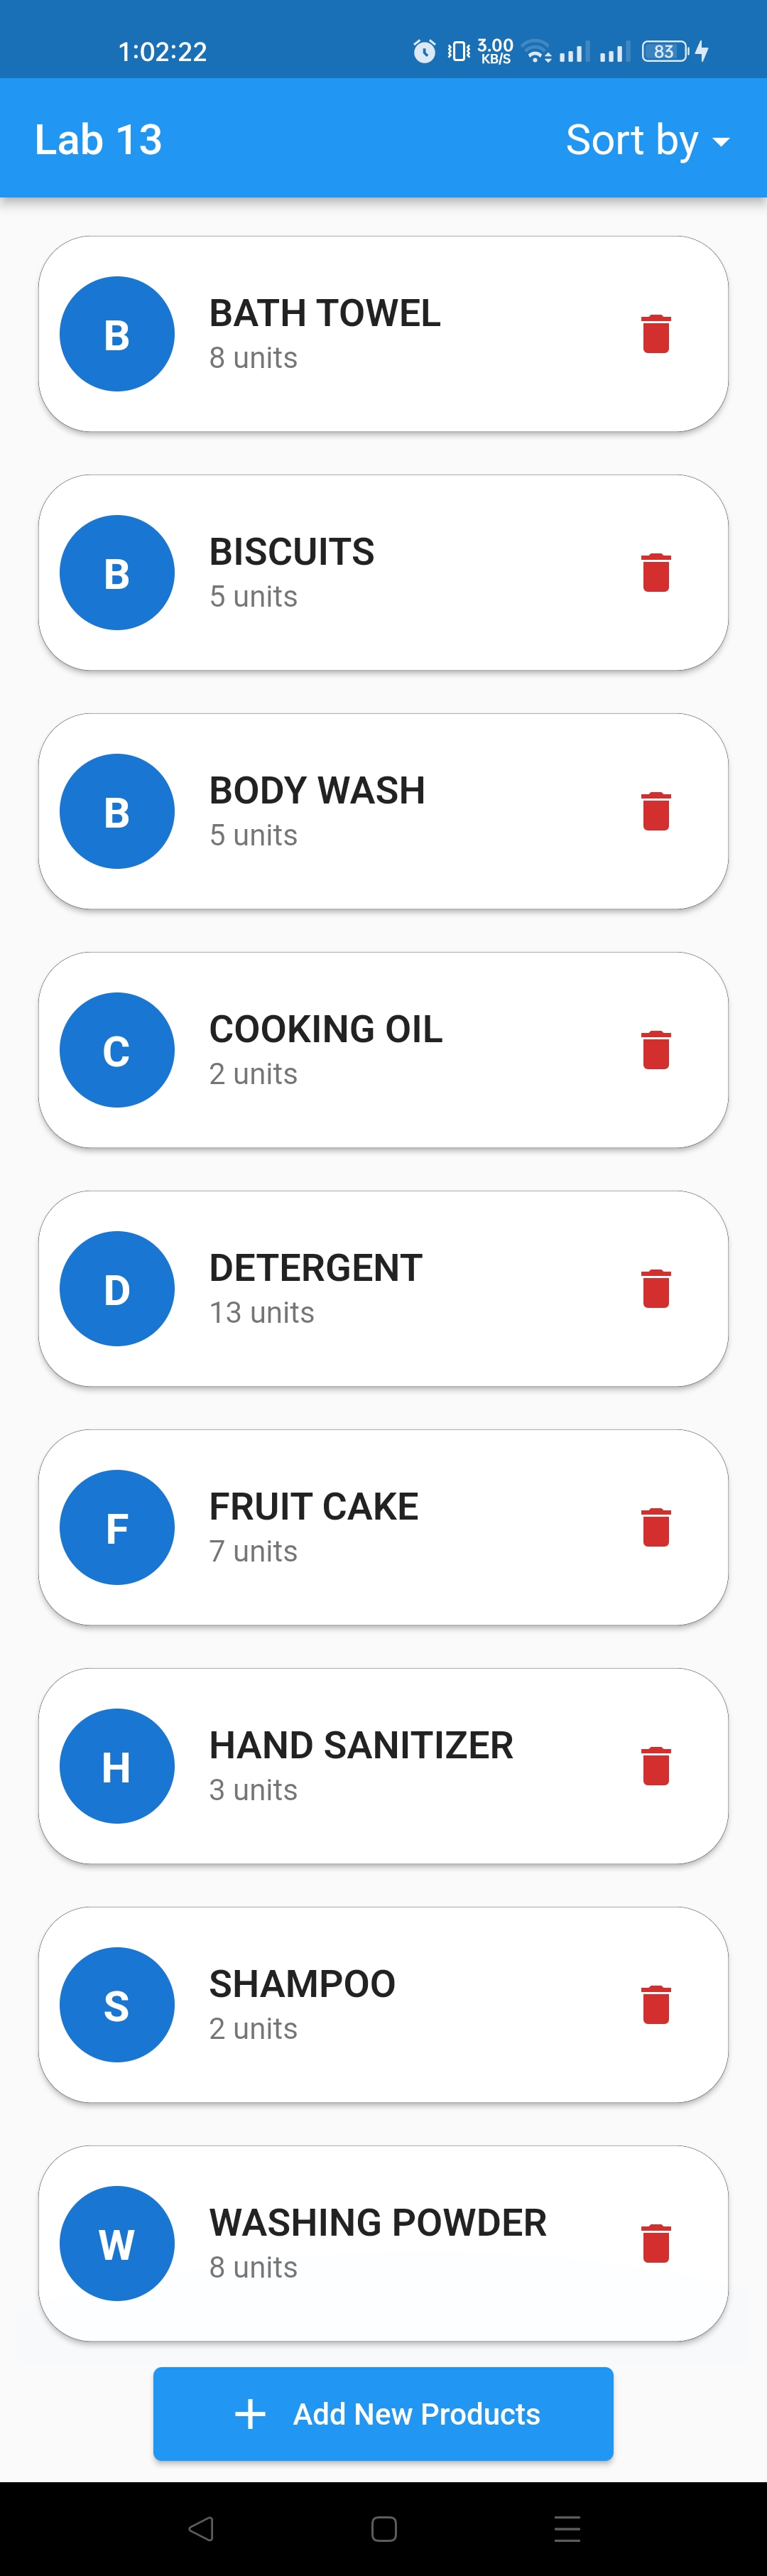 1:02:22
3.00
KB/S
83
Lab 13
Sort by
B
BATH TOWEL
8 units
B
BISCUITS
5 units
B
BODY WASH
5 units
C
COOKING OIL
2 units
D
DETERGENT
13 units
F
FRUIT CAKE
7 units
H
HAND SANITIZER
3 units
S
SHAMPOO
2 units
W
WASHING POWDER
8 units
Add New Products